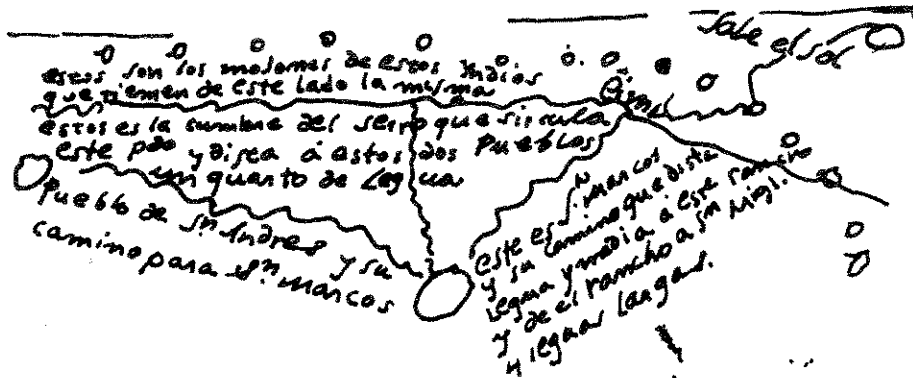 Sale el sol
estos son los mojones de estos Yndios
que tienen de este lado la misma
estos es la cumbre del serro que sircula
este pdo y dista á estos dos Pueblos
un quarto de legua
Pueblo de Sn. Andres y su
camino para Sn. Marcos
este es Sn. Marcos
y su camino que dista
legua y media á este rancho
y de el rancho a Sn Migl.
4 leguas largas.